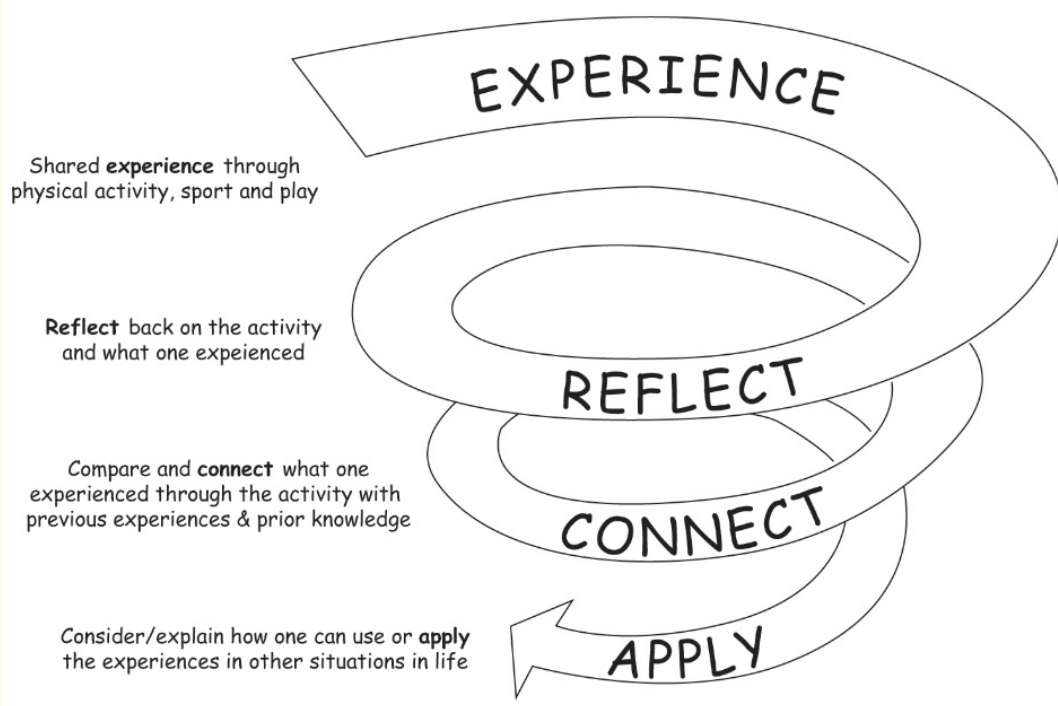 EXPERIENCE
Shared experience through
physical activity, sport and play
Reflect back on the activity
and what one expeienced
REFLECT
Compare and connect what one
experienced through the activity with
previous experiences & prior knowledge
CONNECT
Consider/explain how one can use or apply
the experiences in other situations in life
APPLY